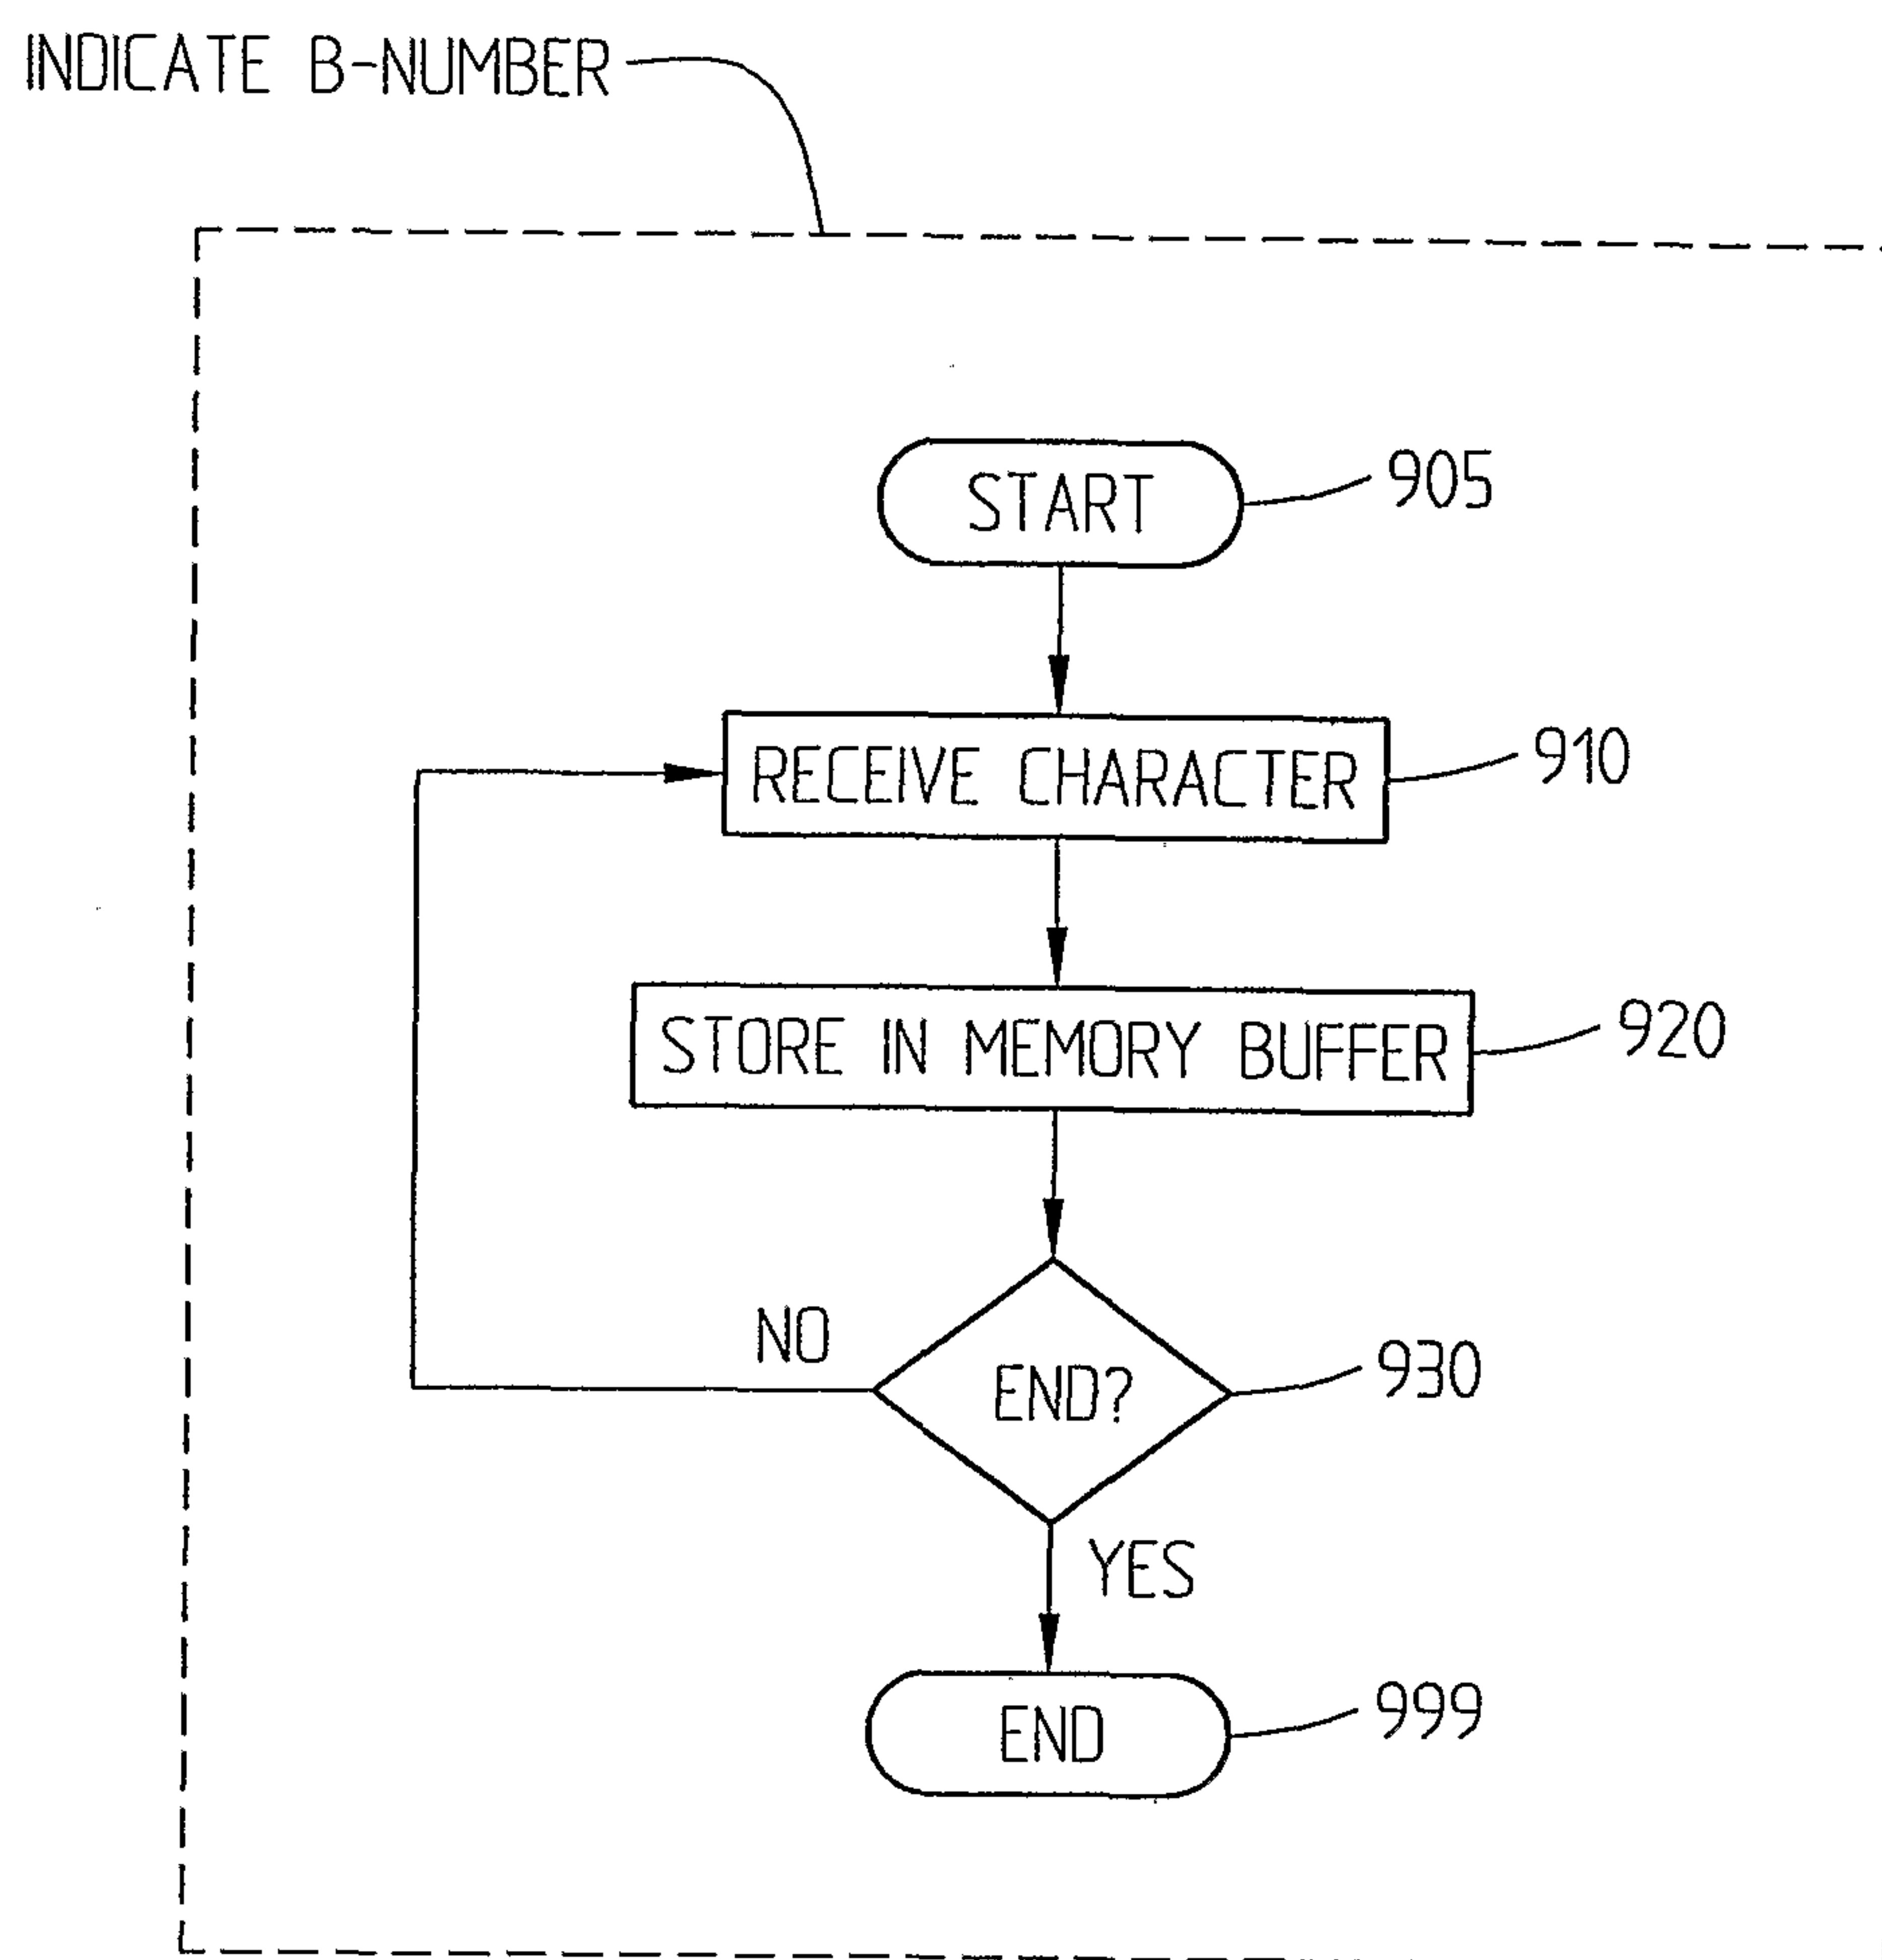 INDICATE B-NUMBER
START
905
RECEIVE CHARACTER
910
STORE IN MEMORY BUFFER
920
NO
END?
930
YES
END
999